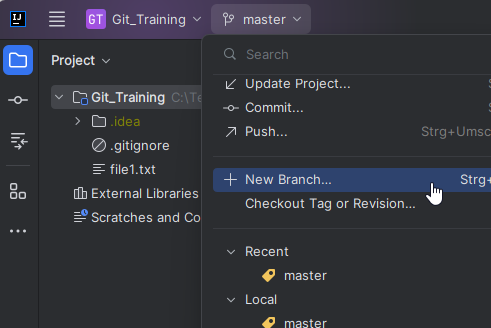 IJ
GT Git_Training master
Project
Search
Git_Training C:\Te
Update Project...
.idea
Commit...
.gitignore
Push... Strg+Umsc
file1.txt
New Branch... Strg+
External Libraries
Checkout Tag or Revision...
Scratches and Co
Recent
master
Local
master